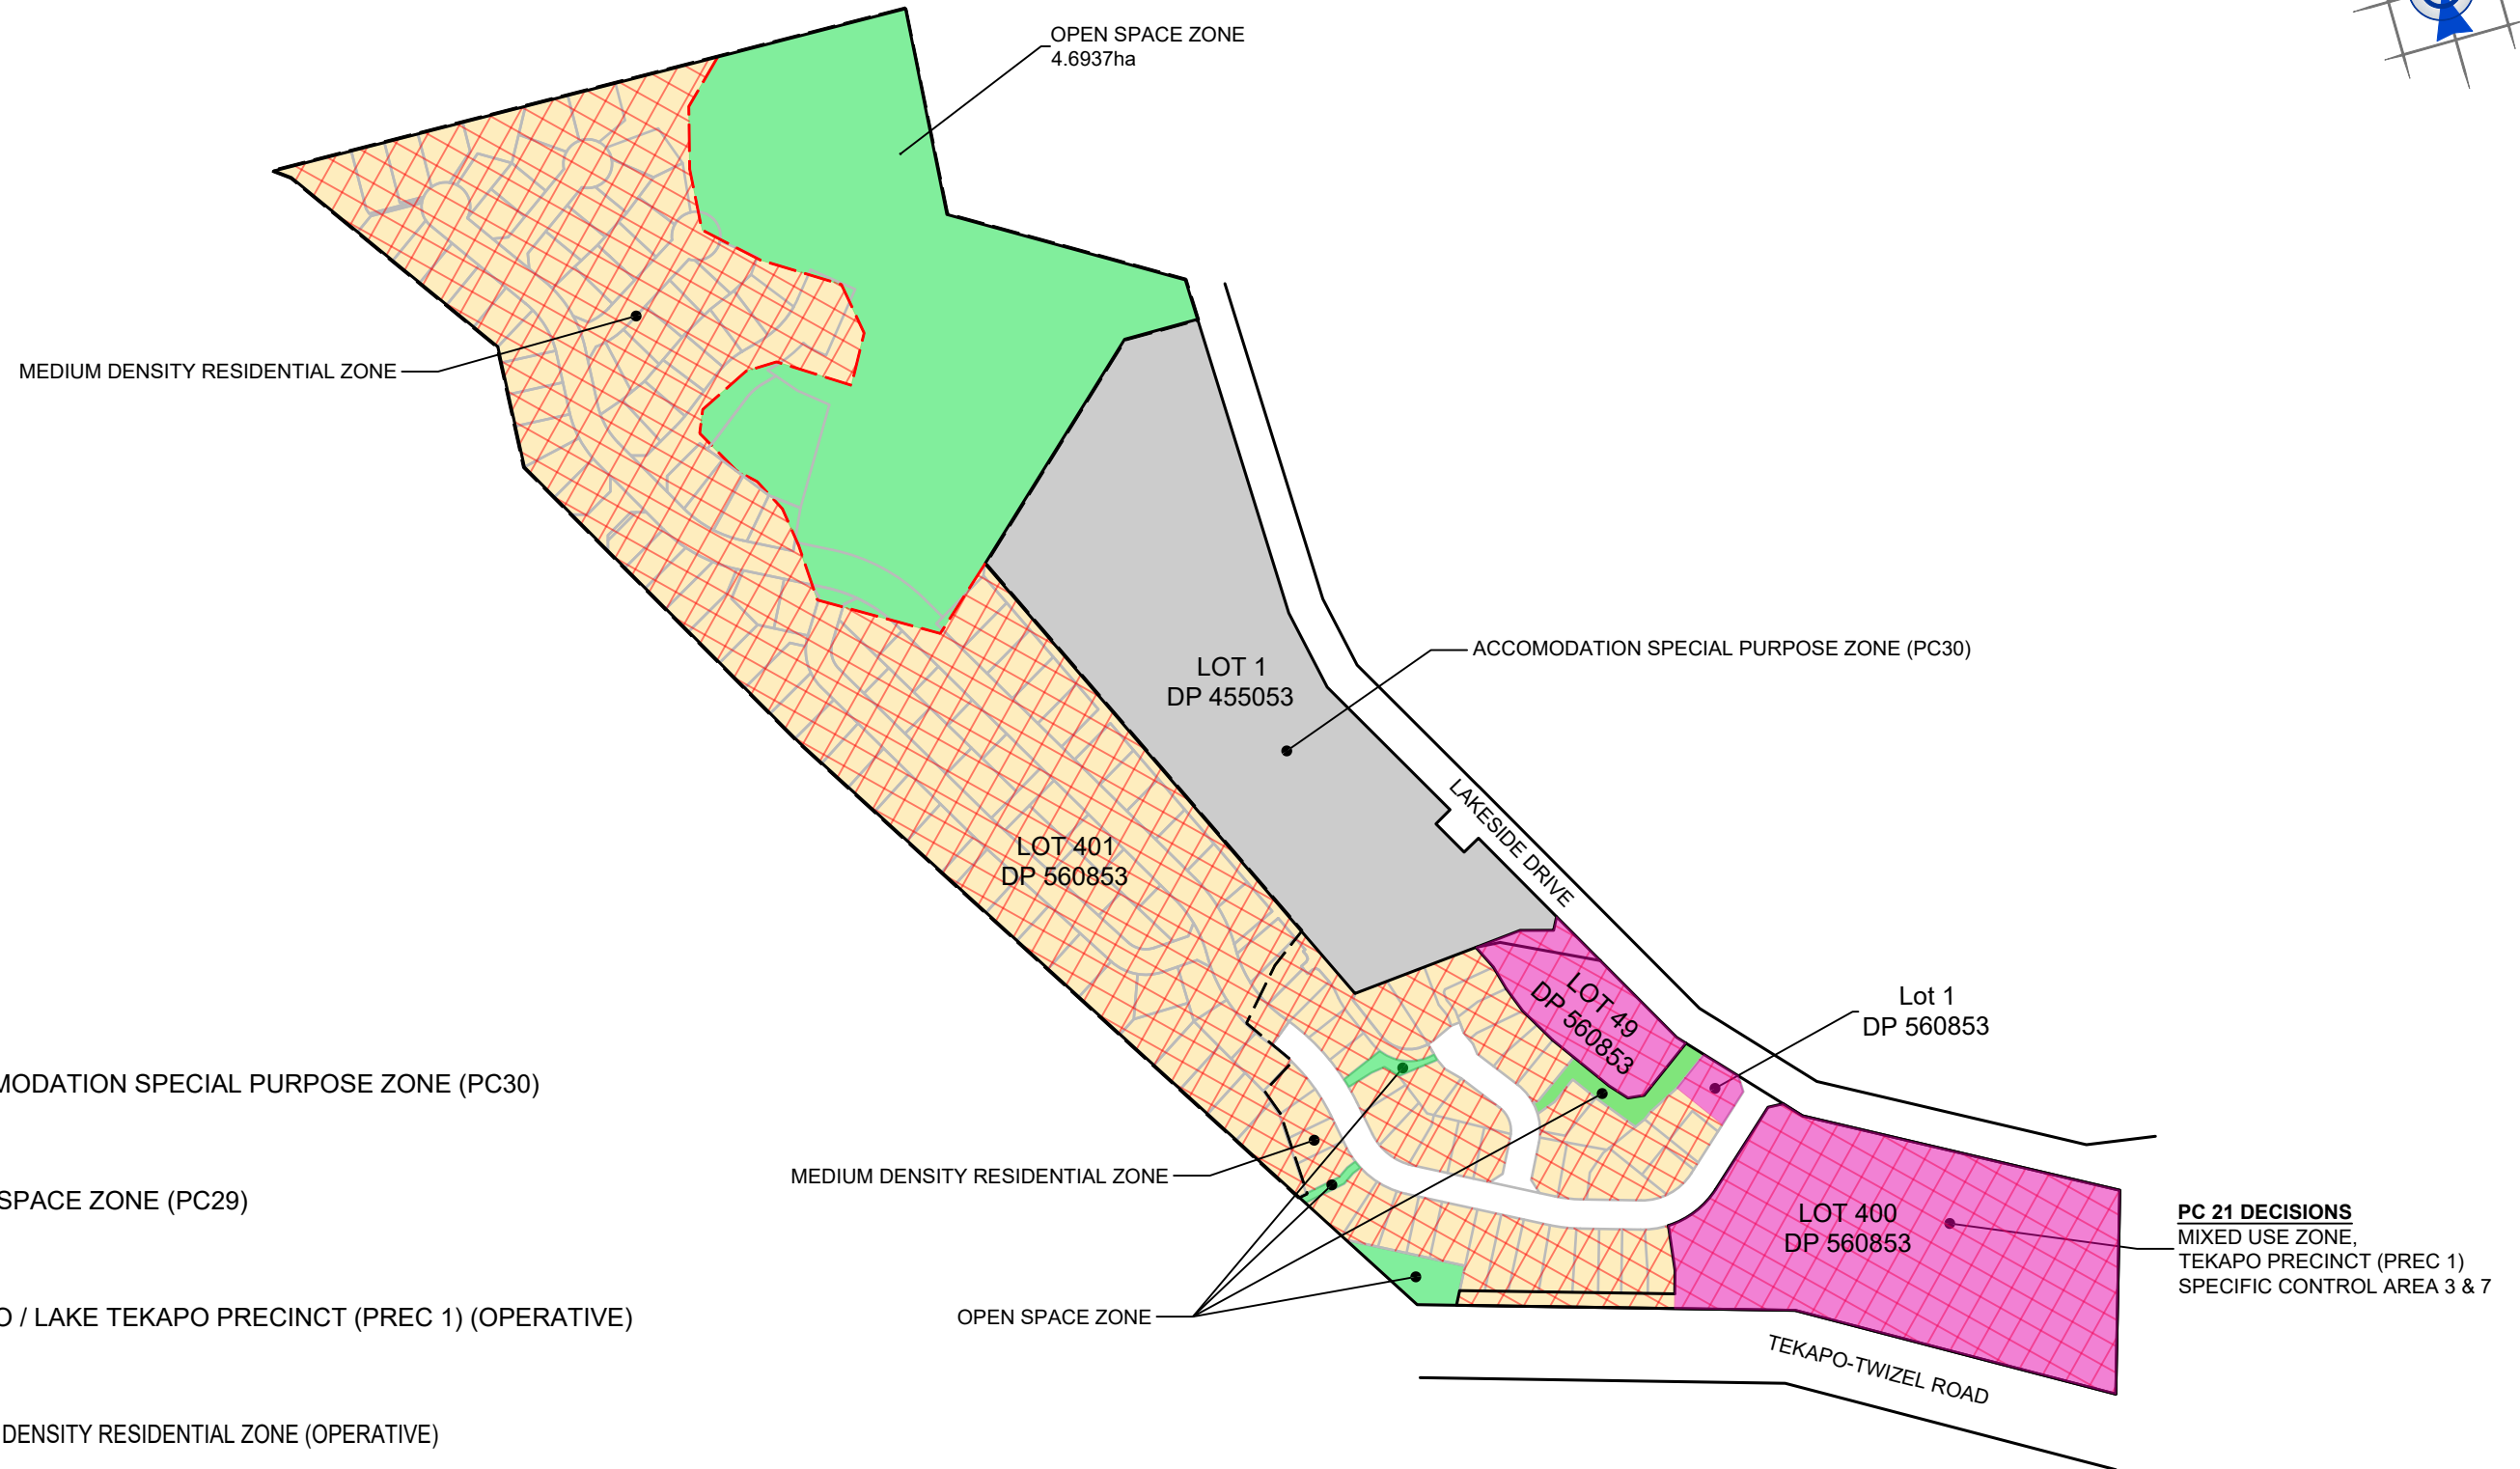 OPEN SPACE ZONE
4.6937ha
MEDIUM DENSITY RESIDENTIAL ZONE
ACCOMODATION SPECIAL PURPOSE ZONE (PC30)
LOT 1
DP 455053
LAKESIDE DRIVE
LOT 401
DP 560853
LOT 49
DP 560853
Lot 1
DP 560853
MODATION SPECIAL PURPOSE ZONE (PC30)
MEDIUM DENSITY RESIDENTIAL ZONE
SPACE ZONE (PC29)
LOT 400
DP 560853
PC 21 DECISIONS
MIXED USE ZONE,
TEKAPO PRECINCT (PREC 1)
SPECIFIC CONTROL AREA 3 & 7
OPEN SPACE ZONE
O / LAKE TEKAPO PRECINCT (PREC 1) (OPERATIVE)
TEKAPO-TWIZEL ROAD
DENSITY RESIDENTIAL ZONE (OPERATIVE)